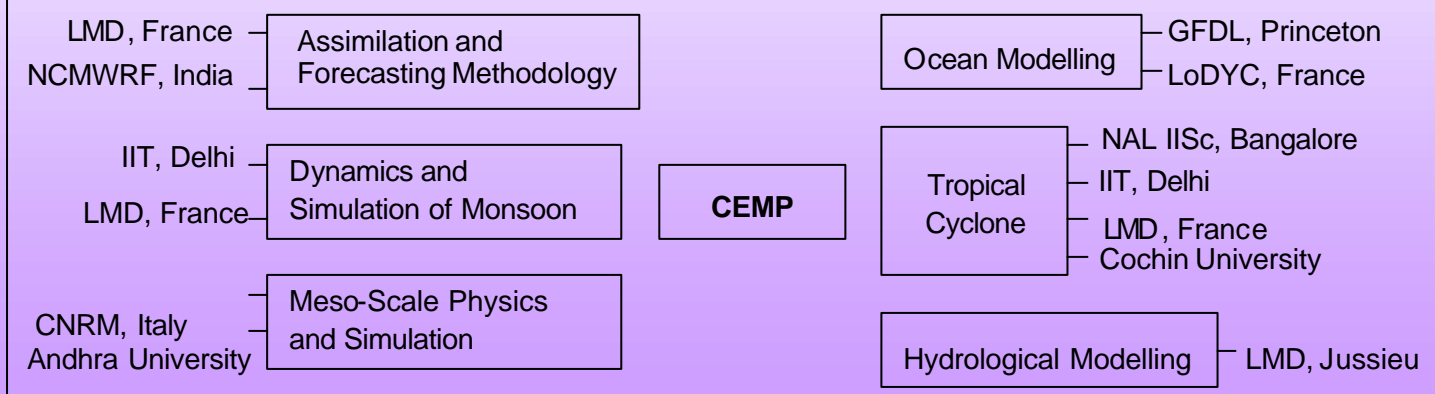 LMD, France
NCMWRF, India
Assimilation and
Forecasting Methodology
IIT, Delhi
LMD, France
Dynamics and
Simulation of Monsoon
CNRM, Italy
Andhra University
Meso-Scale Physics
and Simulation
CEMP
Ocean Modelling
GFDL, Princeton
LoDYC, France
Tropical
Cyclone
NAL IISc, Bangalore
IIT, Delhi
LMD, France
Cochin University
Hydrological Modelling
LMD, Jussieu